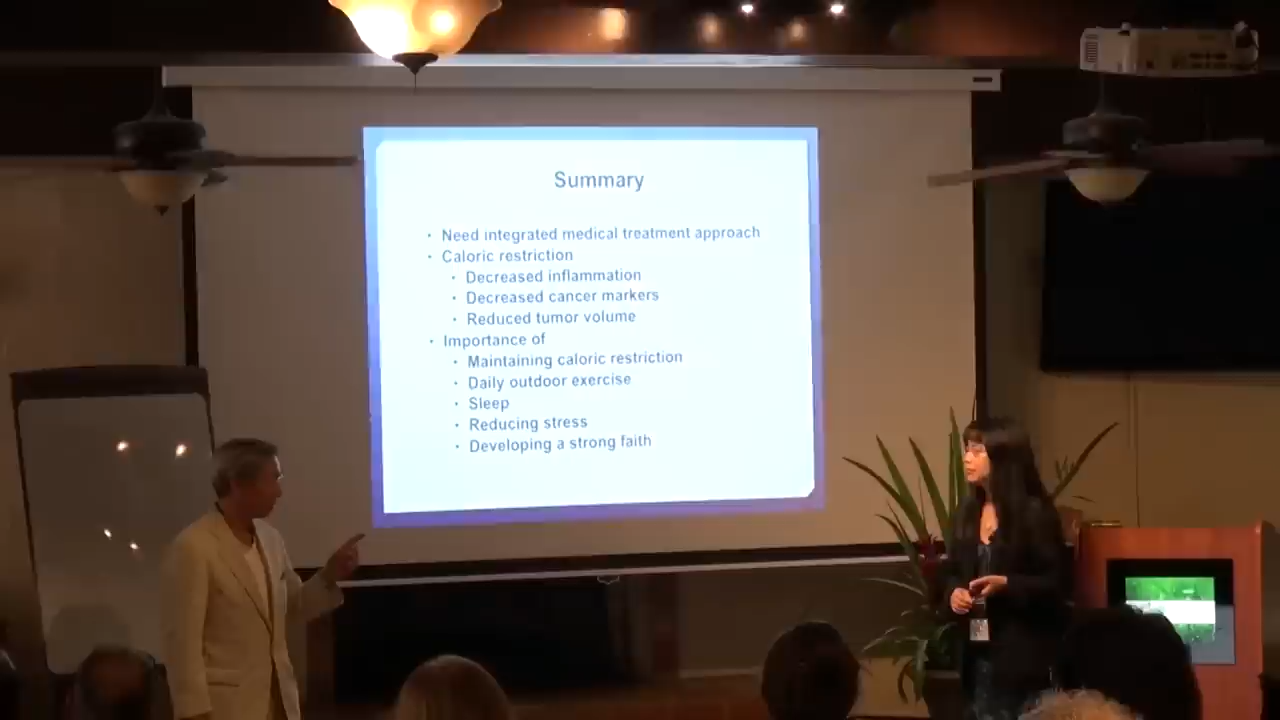 Summary
· Need integrated medical treatment approach
· Caloric restriction
· Decreased inflammation
· Decreased cancer markers
· Reduced tumor volume
· Importance of
· Maintaining caloric restriction
· Daily outdoor exercise
· Sleep
· Reducing stress
· Developing a strong faith